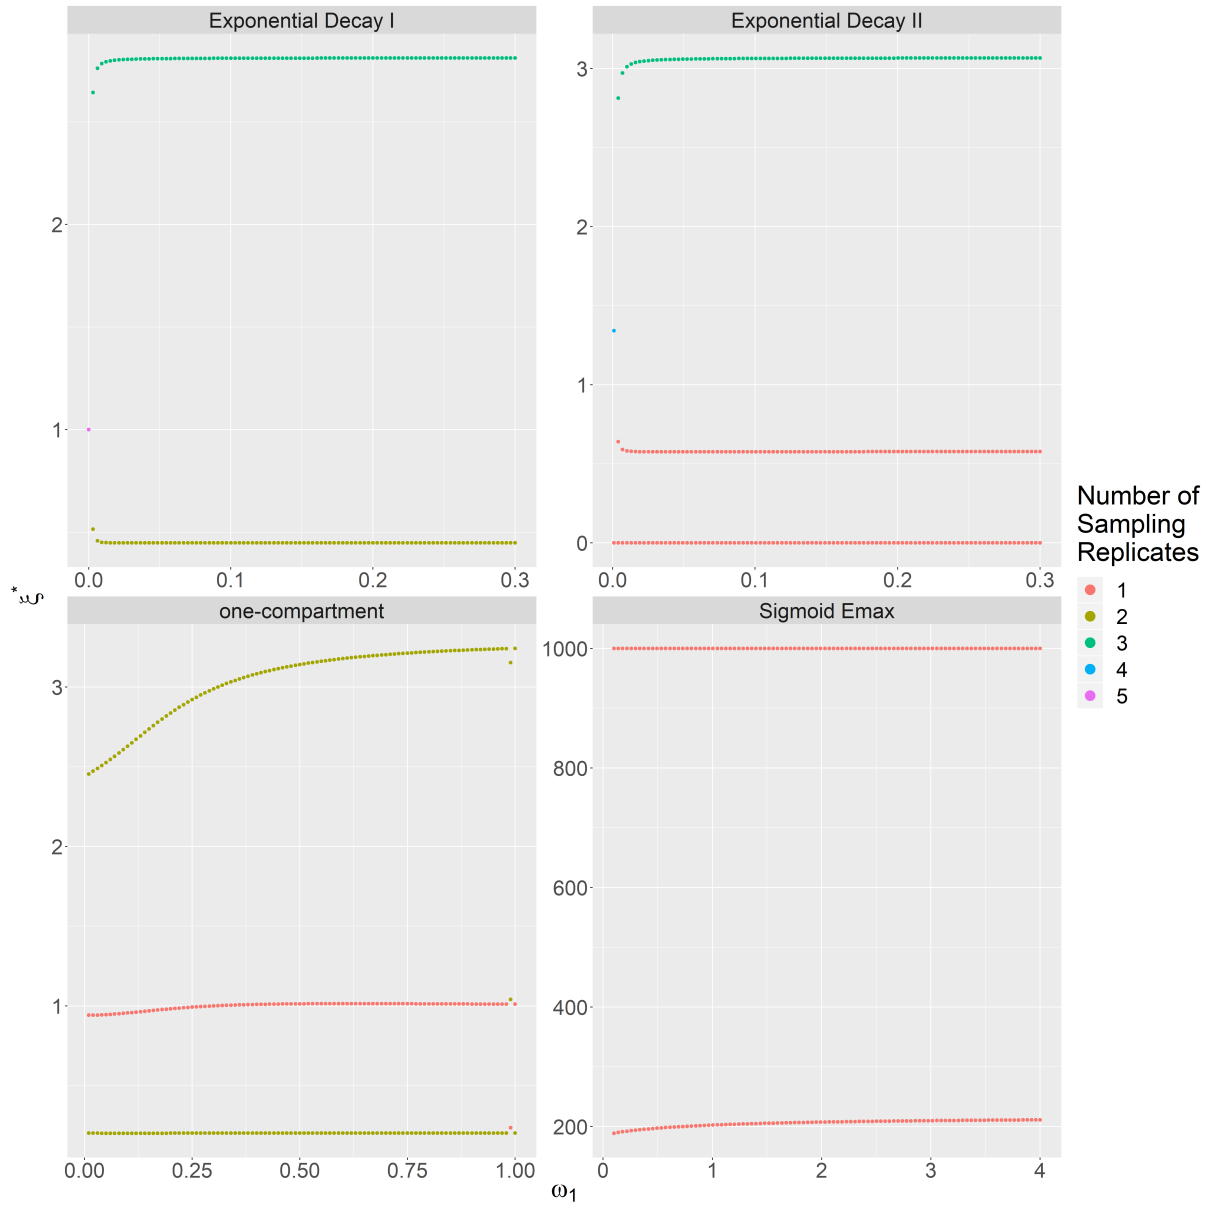 Exponential Decay I
Exponential Decay II
2
1
3
2
1
0
0.0 0.1 0.2 0.3
0.0 0.1 0.2 0.3
ξ*
one-compartment
Sigmoid Emax
3
2
1
1000
800
600
400
200
0.00 0.25 0.50 0.75 1.00
0 1 2 3 4
ω1
Number of
Sampling
Replicates
1
2
3
4
5